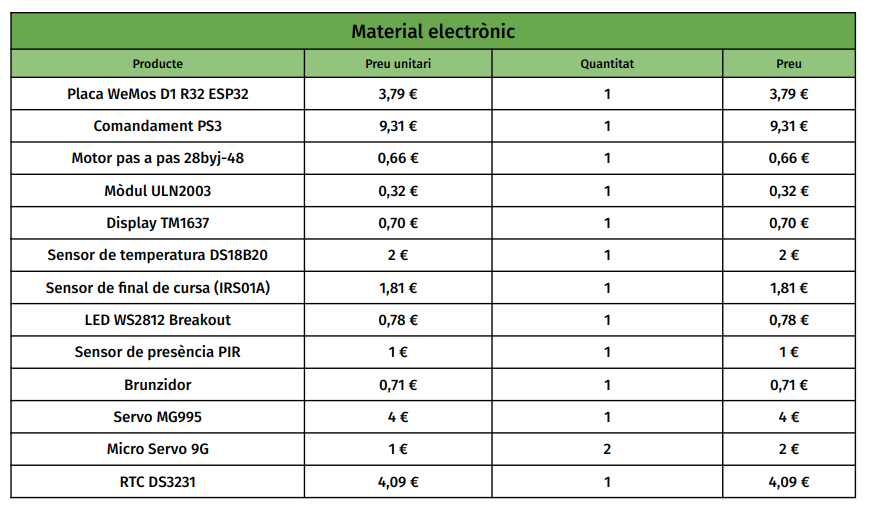 Material electrònic
Producte Preu unitari Quantitat Preu
Placa WeMos D1 R32 ESP32 3,79 € 1 3,79 €
Comandament PS3 9,31 € 1 9,31 €
Motor pas a pas 28byj-48 0,66 € 1 0,66 €
Mòdul ULN2003 0,32 € 1 0,32 €
Display TM1637 0,70 € 1 0,70 €
Sensor de temperatura DS18B20 2 € 1 2 €
Sensor de final de cursa (IRS01A) 1,81 € 1 1,81 €
LED WS2812 Breakout 0,78 € 1 0,78 €
Sensor de presència PIR 1 € 1 1 €
Brunzidor 0,71 € 1 0,71 €
Servo MG995 4 € 1 4 €
Micro Servo 9G 1 € 2 2 €
RTC DS3231 4,09 € 1 4,09 €